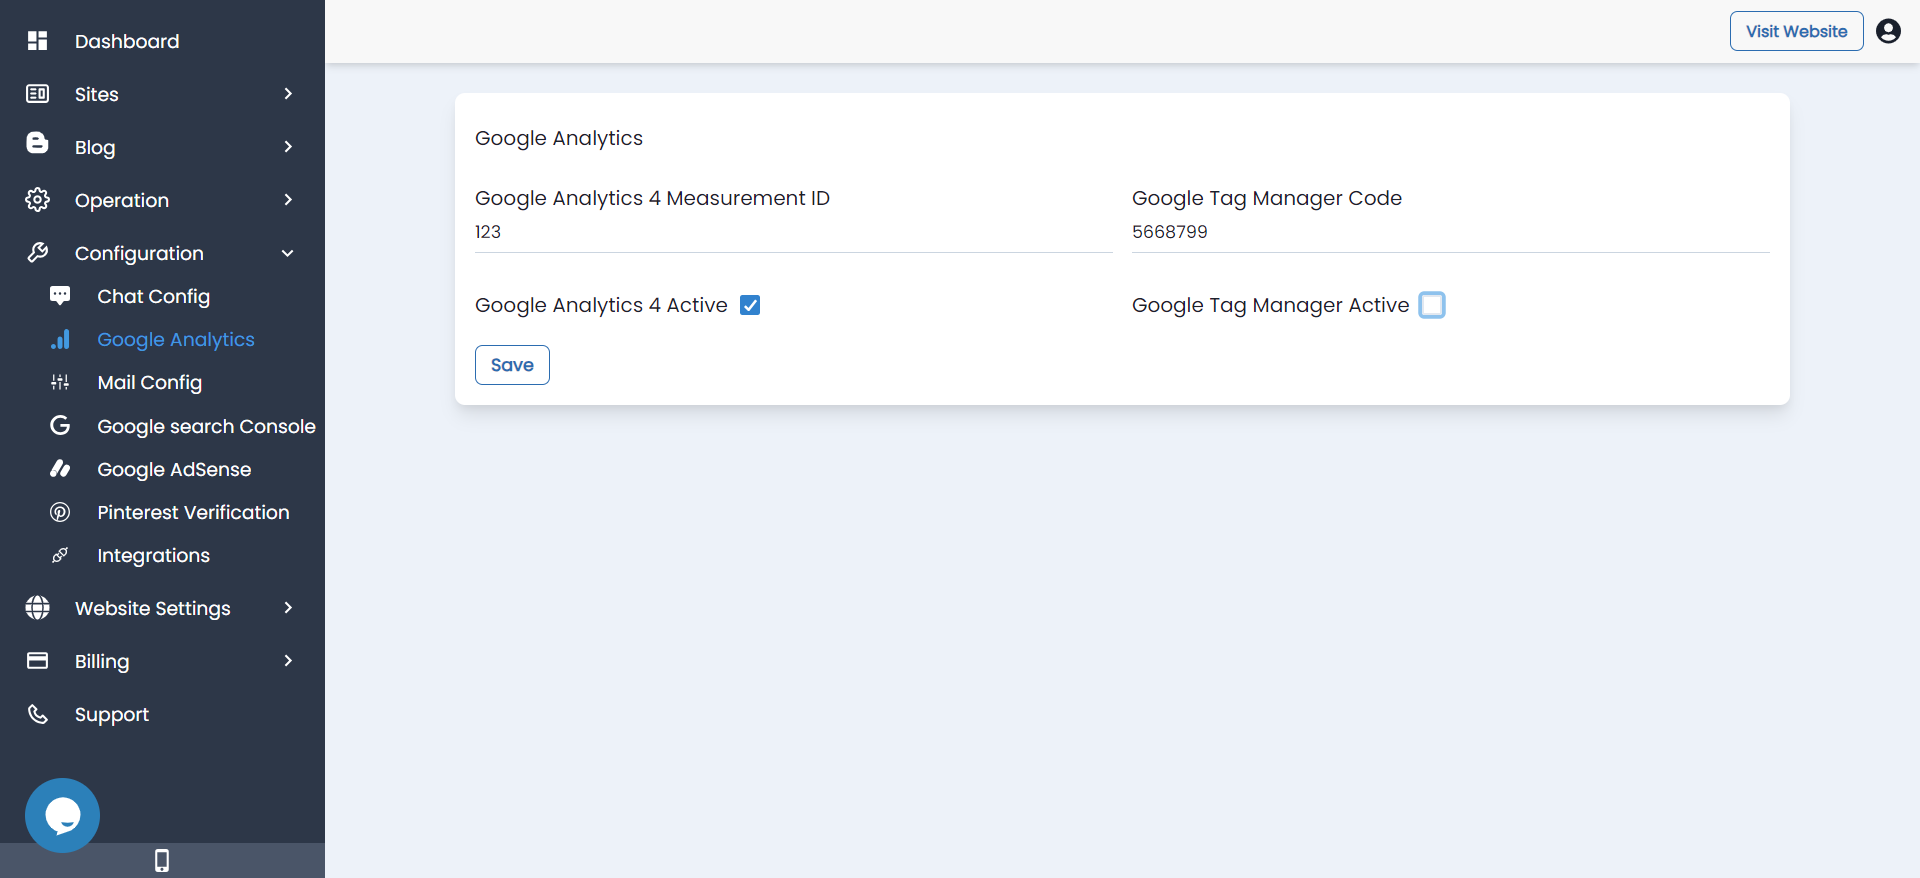 Dashboard
Sites
Blog
Operation
Configuration
Chat Config
Google Analytics
Mail Config
Google search Console
Google AdSense
Pinterest Verification
Integrations
Website Settings
Billing
Support
Visit Website
Google Analytics
Google Analytics 4 Measurement ID
123
Google Tag Manager Code
5668799
Google Analytics 4 Active
Google Tag Manager Active
Save